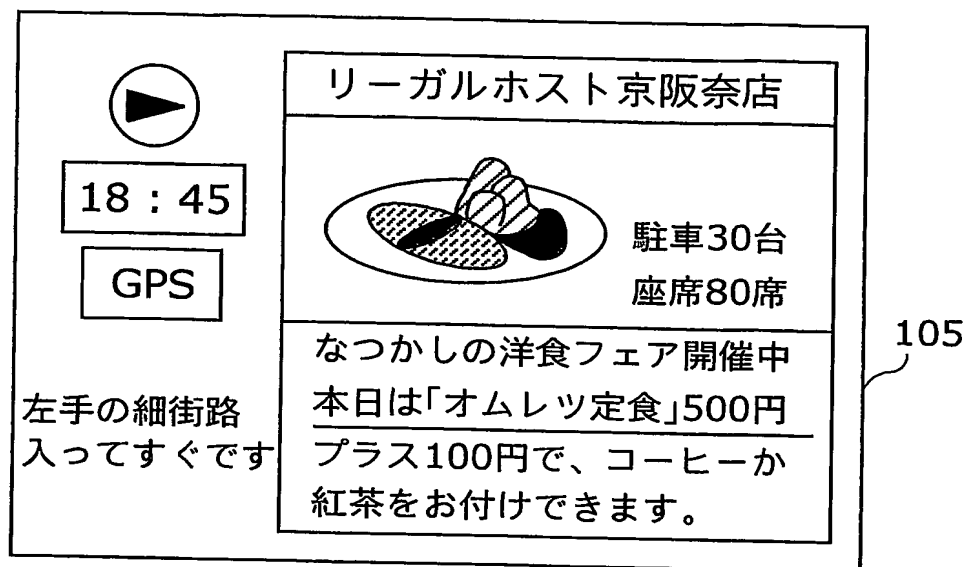 リーガルホスト京阪奈店
18:45
GPS
駐車30台
座席80席
なつかしの洋食フェア開催中
本日は「オムレツ定食」500円
プラス100円で、コーヒーか
紅茶をお付けできます。
左手の細街路
入ってすぐです
105